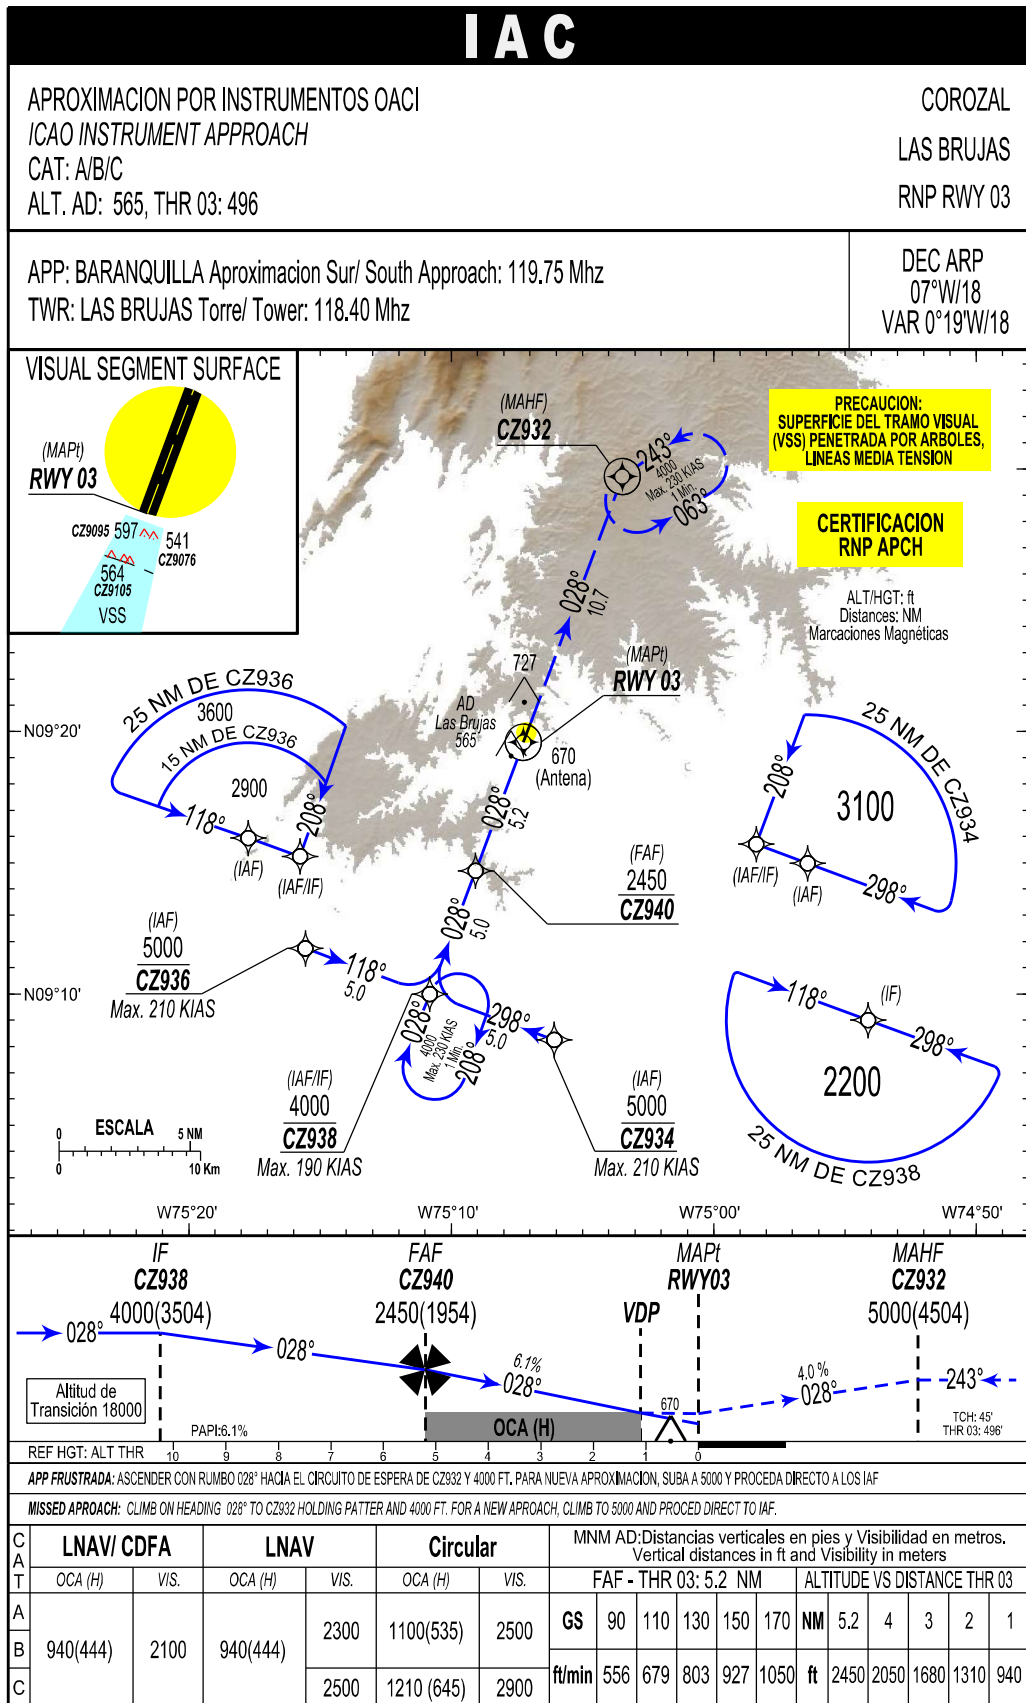 IAC
APROXIMACION POR INSTRUMENTOS OACI
ICAO INSTRUMENT APPROACH
CAT: A/B/C
ALT. AD: 565, THR 03: 496
COROZAL
LAS BRUJAS
RNP RWY 03
APP: BARANQUILLA Aproximacion Sur/ South Approach: 119.75 Mhz
TWR: LAS BRUJAS Torre/ Tower: 118.40 Mhz
DEC ARP
07°W/18
VAR 0°19'W/18
VISUAL SEGMENT SURFACE
(MAPt)
RWY 03
CZ9095 597
541
CZ9076
564
CZ9105
VSS
(MAHF)
CZ932
243°
4000
Max. 230 KIAS
1 Min.
063°
PRECAUCION:
SUPERFICIE DEL TRAMO VISUAL
(VSS) PENETRADA POR ARBOLES,
LINEAS MEDIA TENSION
CERTIFICACION
RNP APCH
ALT/HGT: ft
Distances: NM
Marcaciones Magnéticas
028°
10.7
(MAPt)
RWY 03
727
AD
Las Brujas
565
670
(Antena)
25 NM DE CZ936
3600
15 NM DE CZ936
2900
118°
208°
(IAF)
(IAF/IF)
N09°20'
25 NM DE CZ934
208°
3100
(IAF/IF)
(IAF)
298°
028°
5.2
(FAF)
2450
CZ940
028°
5.0
(IAF)
5000
CZ936
Max. 210 KIAS
118°
5.0
N09°10'
028°
4000
Max. 230 KIAS
1 Min.
208°
298°
5.0
(IAF/IF)
4000
CZ938
Max. 190 KIAS
(IAF)
5000
CZ934
Max. 210 KIAS
118°
(IF)
298°
2200
25 NM DE CZ938
0 ESCALA 5 NM
0 10 Km
W75°20' W75°10' W75°00' W74°50'
IF
CZ938
4000(3504)
FAF
CZ940
2450(1954)
VDP
MAPt
RWY03
MAHF
CZ932
5000(4504)
028°
028°
6.1%
028°
4.0 %
028°
243°
Altitud de
Transición 18000
PAPI:6.1%
OCA (H)
670
TCH: 45'
THR 03: 496'
REF HGT: ALT THR 10 9 8 7 6 5 4 3 2 1 0
APP FRUSTRADA: ASCENDER CON RUMBO 028° HACIA EL CIRCUITO DE ESPERA DE CZ932 Y 4000 FT. PARA NUEVA APROXIMACION, SUBA A 5000 Y PROCEDA DIRECTO A LOS IAF
MISSED APROACH: CLIMB ON HEADING 028° TO CZ932 HOLDING PATTER AND 4000 FT. FOR A NEW APROACH, CLIMB TO 5000 AND PROCED DIRECT TO IAF.
CAT LNAV/ CDFA LNAV Circular
OCA (H) VIS. OCA (H) VIS. OCA (H) VIS.
A
B
C
940(444) 2100 940(444)
2300 1100(535) 2500
2500 1210 (645) 2900
MNM AD:Distancias verticales en pies y Visibilidad en metros.
Vertical distances in ft and Visibility in meters
FAF - THR 03: 5.2 NM ALTITUDE VS DISTANCE THR 03
GS 90 110 130 150 170 NM 5.2 4 3 2 1
ft/min 556 679 803 927 1050 ft 2450 2050 1680 1310 940